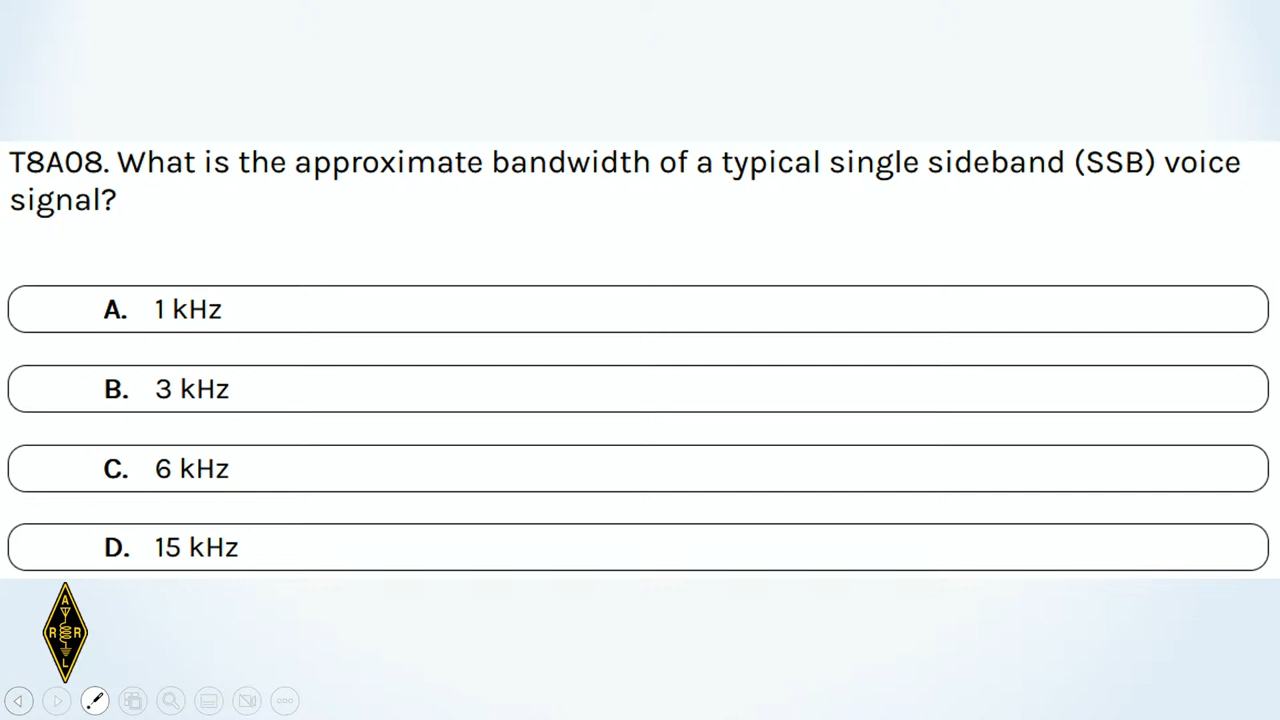 T8A08. What is the approximate bandwidth of a typical single sideband (SSB) voice
signal?
A. 1 kHz
B. 3 kHz
C. 6 kHz
D. 15 kHz
A
R R
L